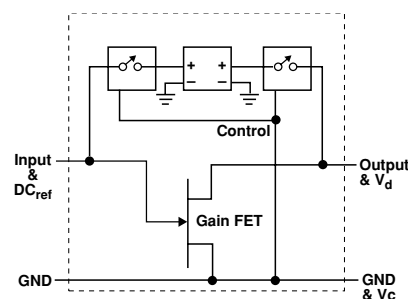 + +
− −
Control
Input
&
DCref
Output
& Vd
Gain FET
GND
GND
& Vc